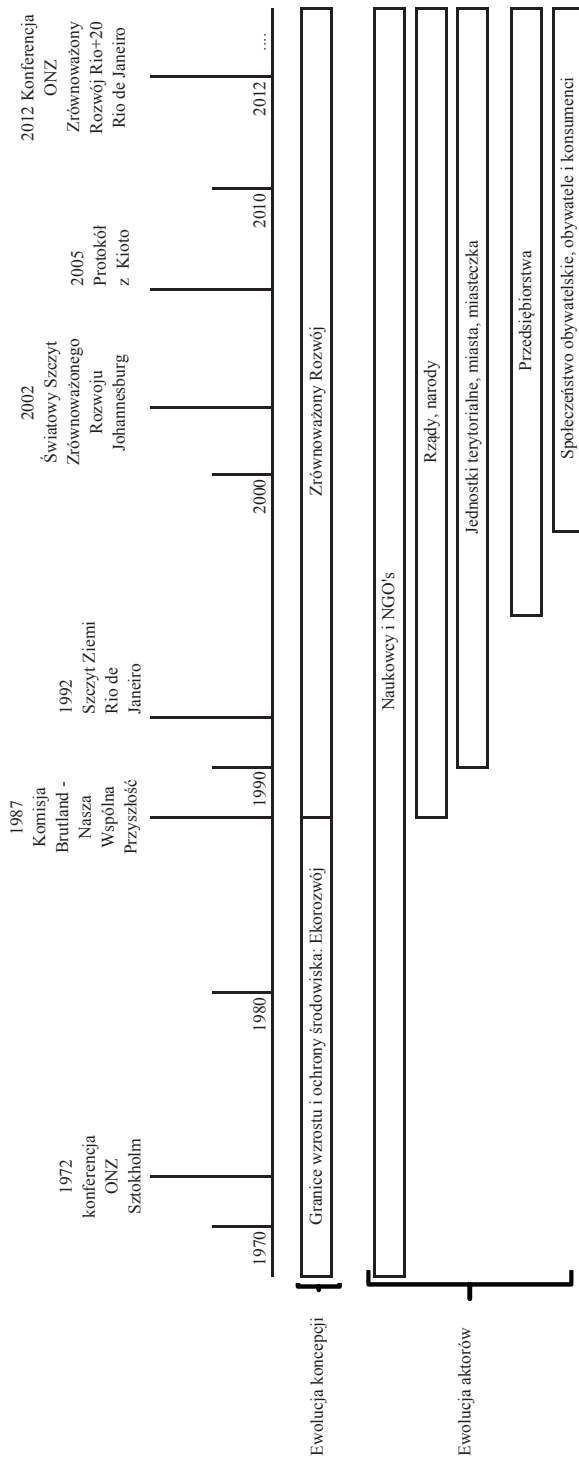 1972
konferencja
ONZ
Sztokholm
1987
Komisja
Brutland -
Nasza
Wspólna
Przyszłość
1992
Szczyt Ziemi
Rio de
Janeiro
2002
Światowy Szczyt
Zrównoważonego
Rozwoju
Johannesburg
2005
Protokół
z Kioto
2012 Konferencja
ONZ
Zrównoważony
Rozwój Rio+20
Rio de Janeiro
1970
1980
1990
2000
2010
2012
....
Ewolucja koncepcji
Granice wzrostu i ochrony środowiska: Ekorozwój
Zrównoważony Rozwój
Ewolucja aktorów
Naukowcy i NGO's
Rządy, narody
Jednostki terytorialne, miasta, miasteczka
Przedsiębiorstwa
Społeczeństwo obywatelskie, obywatele i konsumenci